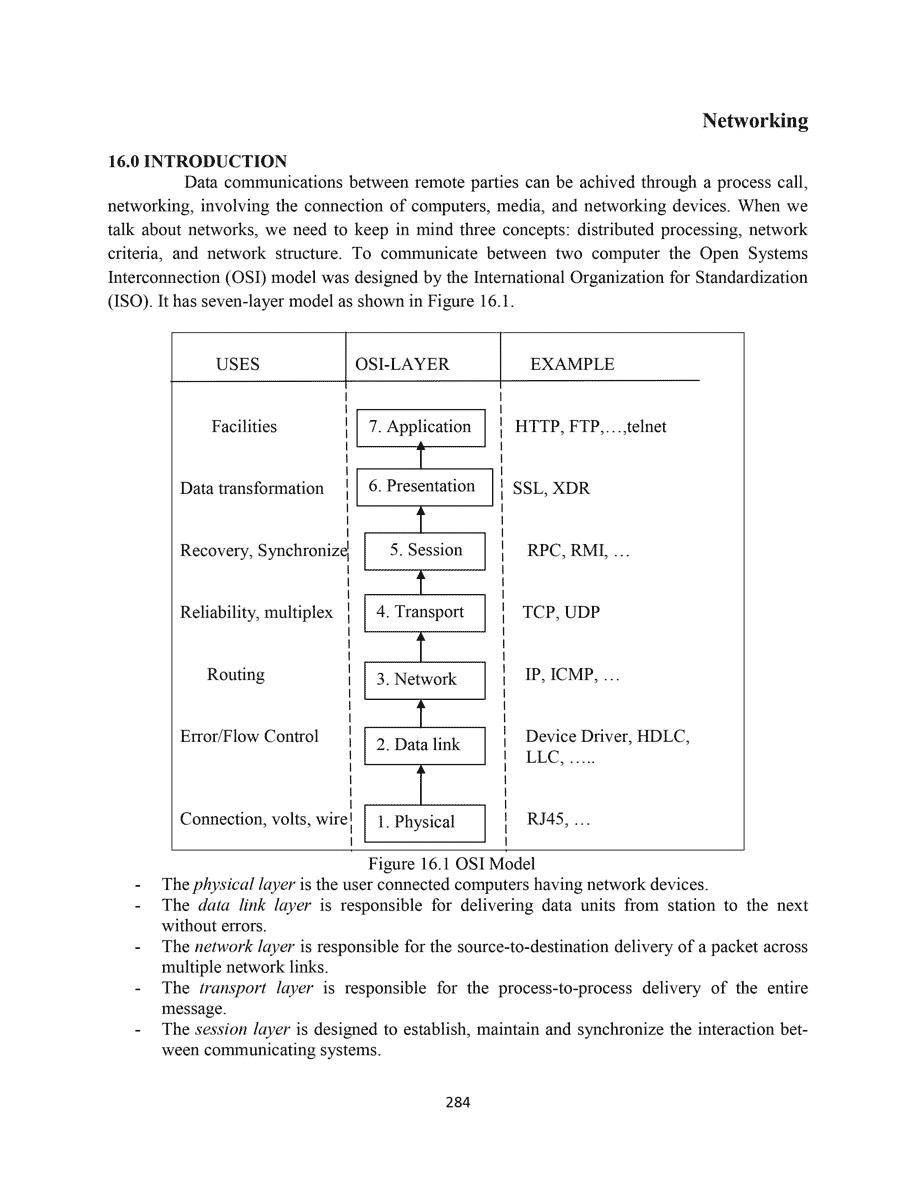 Networking
16.0 INTRODUCTION
Data communications between remote parties can be achived through a process call,
networking, involving the connection of computers, media, and networking devices. When we
talk about networks, we need to keep in mind three concepts: distributed processing, network
criteria, and network structure. To communicate between two computer the Open Systems
Interconnection (OSI) model was designed by the International Organization for Standardization
(ISO). It has seven-layer model as shown in Figure 16.1.
USES OSI-LAYER EXAMPLE
Facilities 7. Application HTTP, FTP,…,telnet
Data transformation 6. Presentation SSL, XDR
Recovery, Synchronize 5. Session RPC, RMI, …
Reliability, multiplex 4. Transport TCP, UDP
Routing 3. Network IP, ICMP, …
Error/Flow Control 2. Data link Device Driver, HDLC,
LLC, …..
Connection, volts, wire 1. Physical RJ45, …
Figure 16.1 OSI Model
- The physical layer is the user connected computers having network devices.
- The data link layer is responsible for delivering data units from station to the next
without errors.
- The network layer is responsible for the source-to-destination delivery of a packet across
multiple network links.
- The transport layer is responsible for the process-to-process delivery of the entire
message.
- The session layer is designed to establish, maintain and synchronize the interaction bet-
ween communicating systems.
284